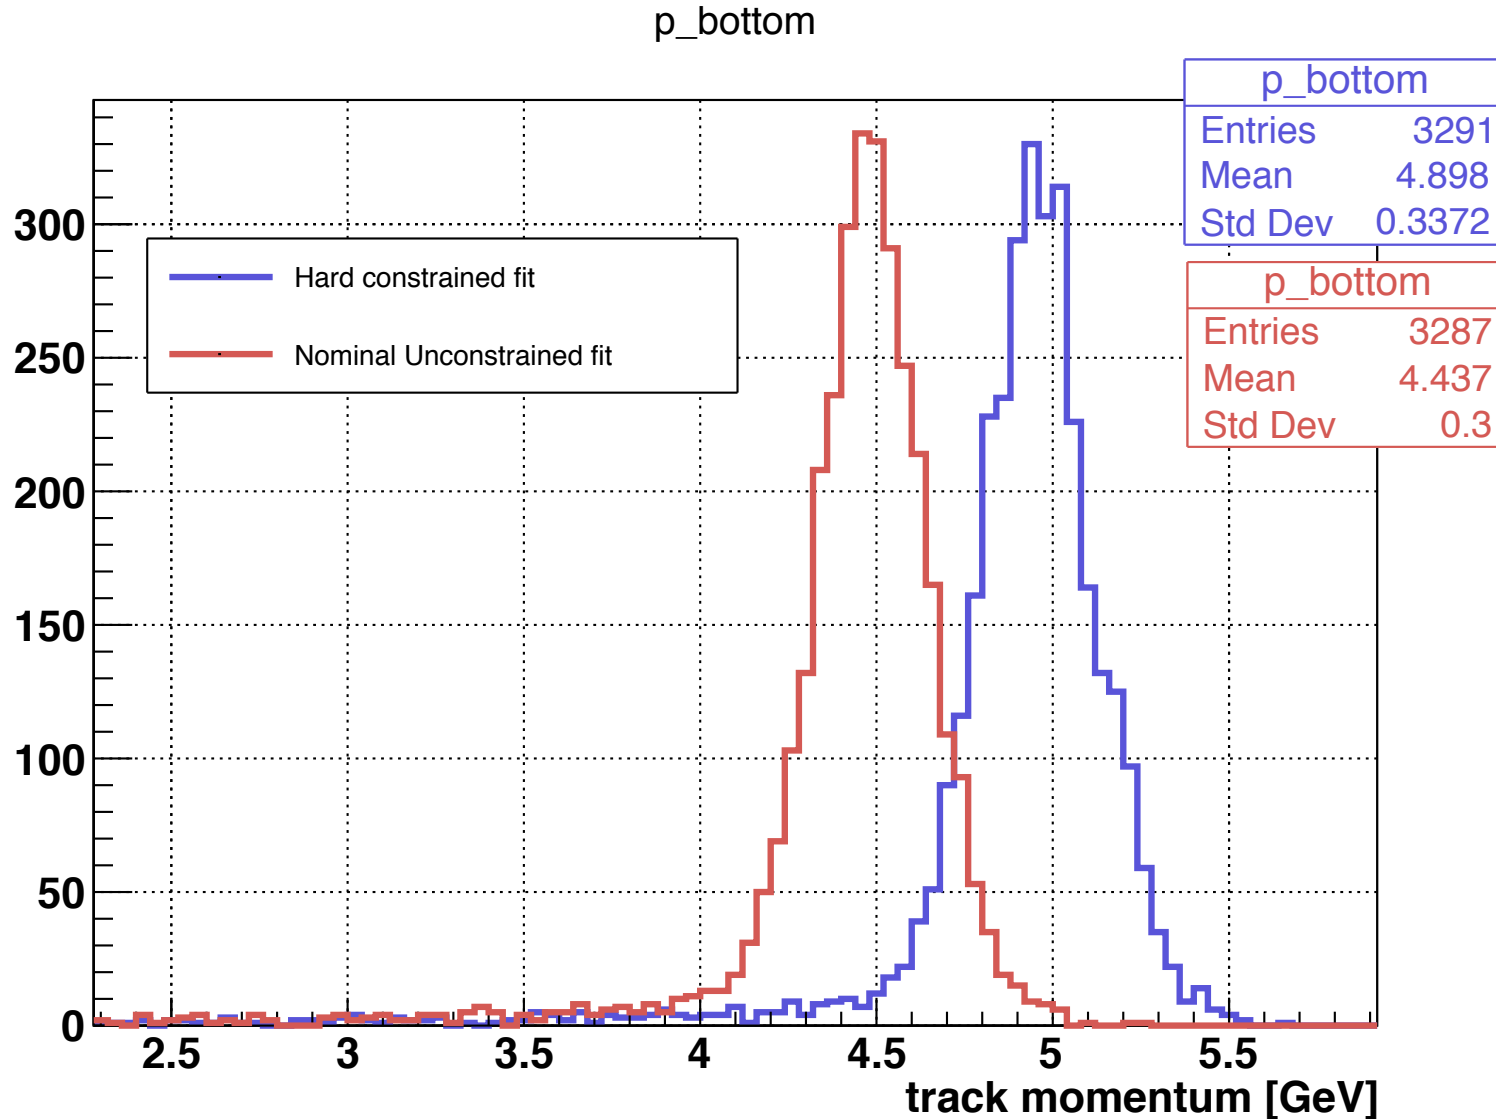 p_bottom
p_bottom
Entries 3291
Mean 4.898
Std Dev 0.3372
p_bottom
Entries 3287
Mean 4.437
Std Dev 0.3
Hard constrained fit
Nominal Unconstrained fit
300
250
200
150
100
50
0
2.5 3 3.5 4 4.5 5 5.5
track momentum [GeV]